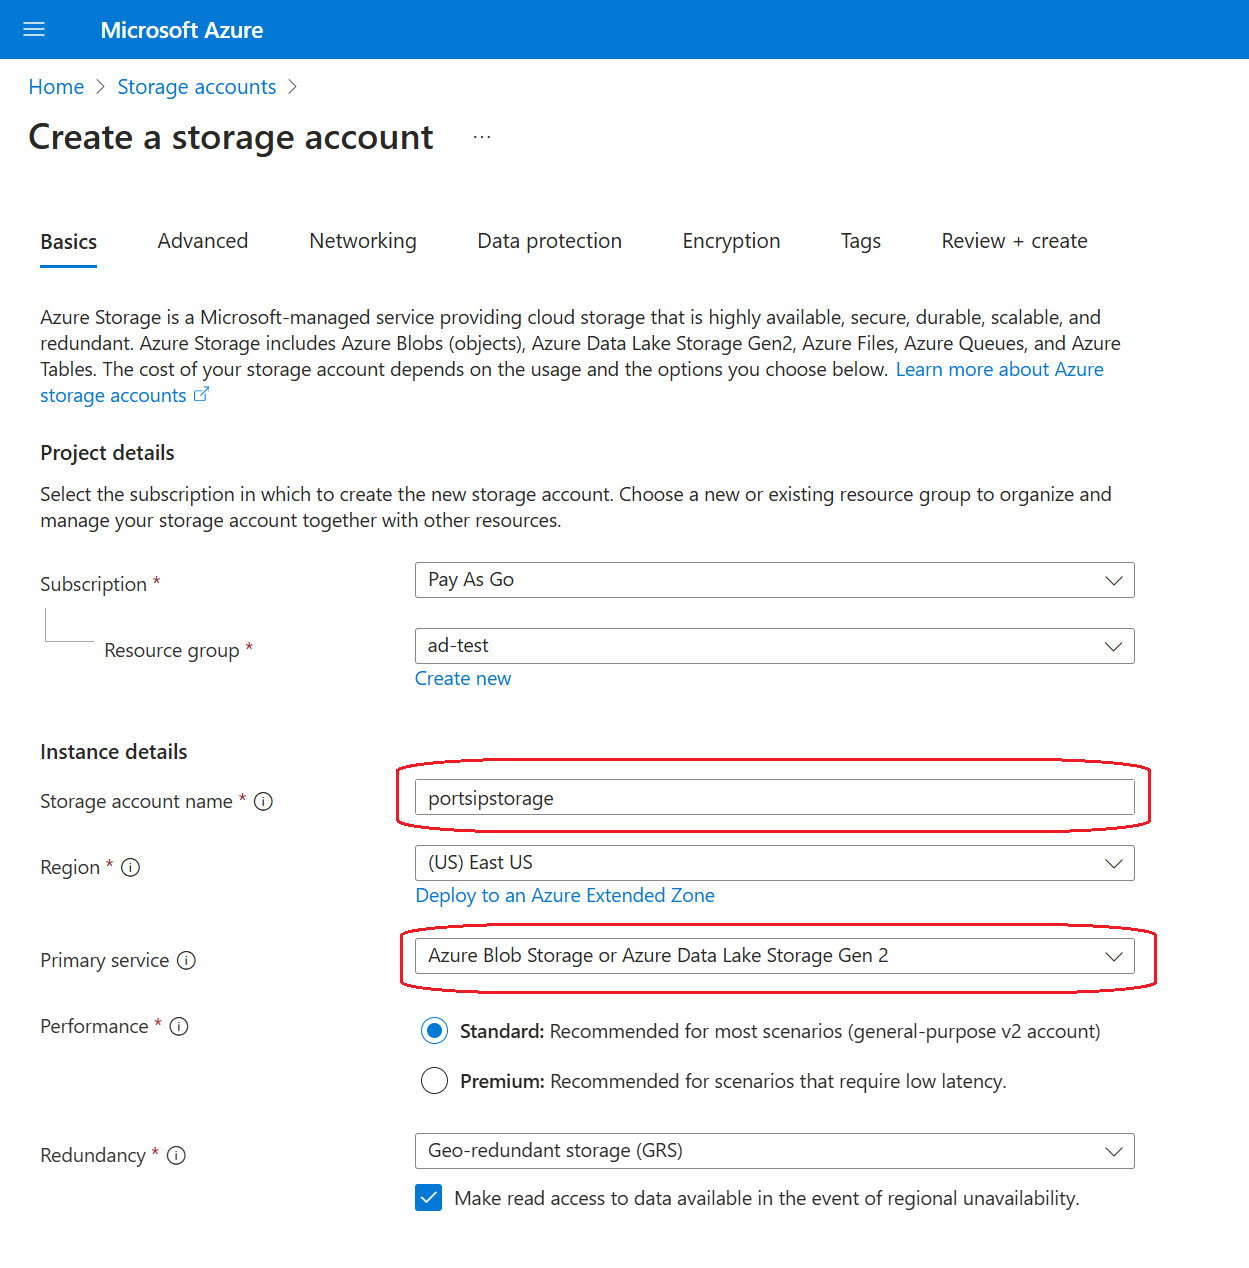 Microsoft Azure
Home > Storage accounts >
Create a storage account ...
Basics Advanced Networking Data protection Encryption Tags Review + create
Azure Storage is a Microsoft-managed service providing cloud storage that is highly available, secure, durable, scalable, and
redundant. Azure Storage includes Azure Blobs (objects), Azure Data Lake Storage Gen2, Azure Files, Azure Queues, and Azure
Tables. The cost of your storage account depends on the usage and the options you choose below. Learn more about Azure
storage accounts
Project details
Select the subscription in which to create the new storage account. Choose a new or existing resource group to organize and
manage your storage account together with other resources.
Subscription * Pay As Go
Resource group * ad-test
Create new
Instance details
Storage account name * portsipstorage
Region * (US) East US
Deploy to an Azure Extended Zone
Primary service Azure Blob Storage or Azure Data Lake Storage Gen 2
Performance * Standard: Recommended for most scenarios (general-purpose v2 account)
Premium: Recommended for scenarios that require low latency.
Redundancy * Geo-redundant storage (GRS)
Make read access to data available in the event of regional unavailability.